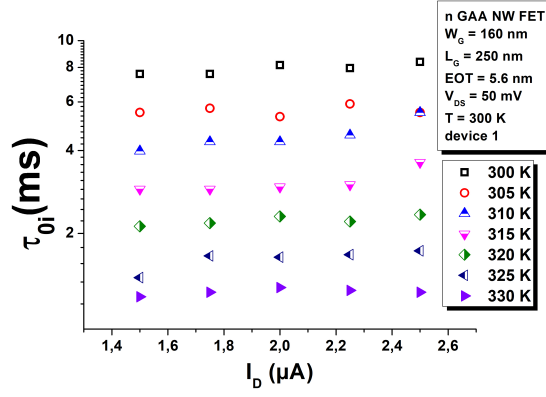 n GAA NW FET
W_G = 160 nm
L_G = 250 nm
EOT = 5.6 nm
V_DS = 50 mV
T = 300 K
device 1
300 K
305 K
310 K
315 K
320 K
325 K
330 K
10
8
6
4
2
τ_0i(ms)
1,4 1,6 1,8 2,0 2,2 2,4 2,6
I_D (μA)